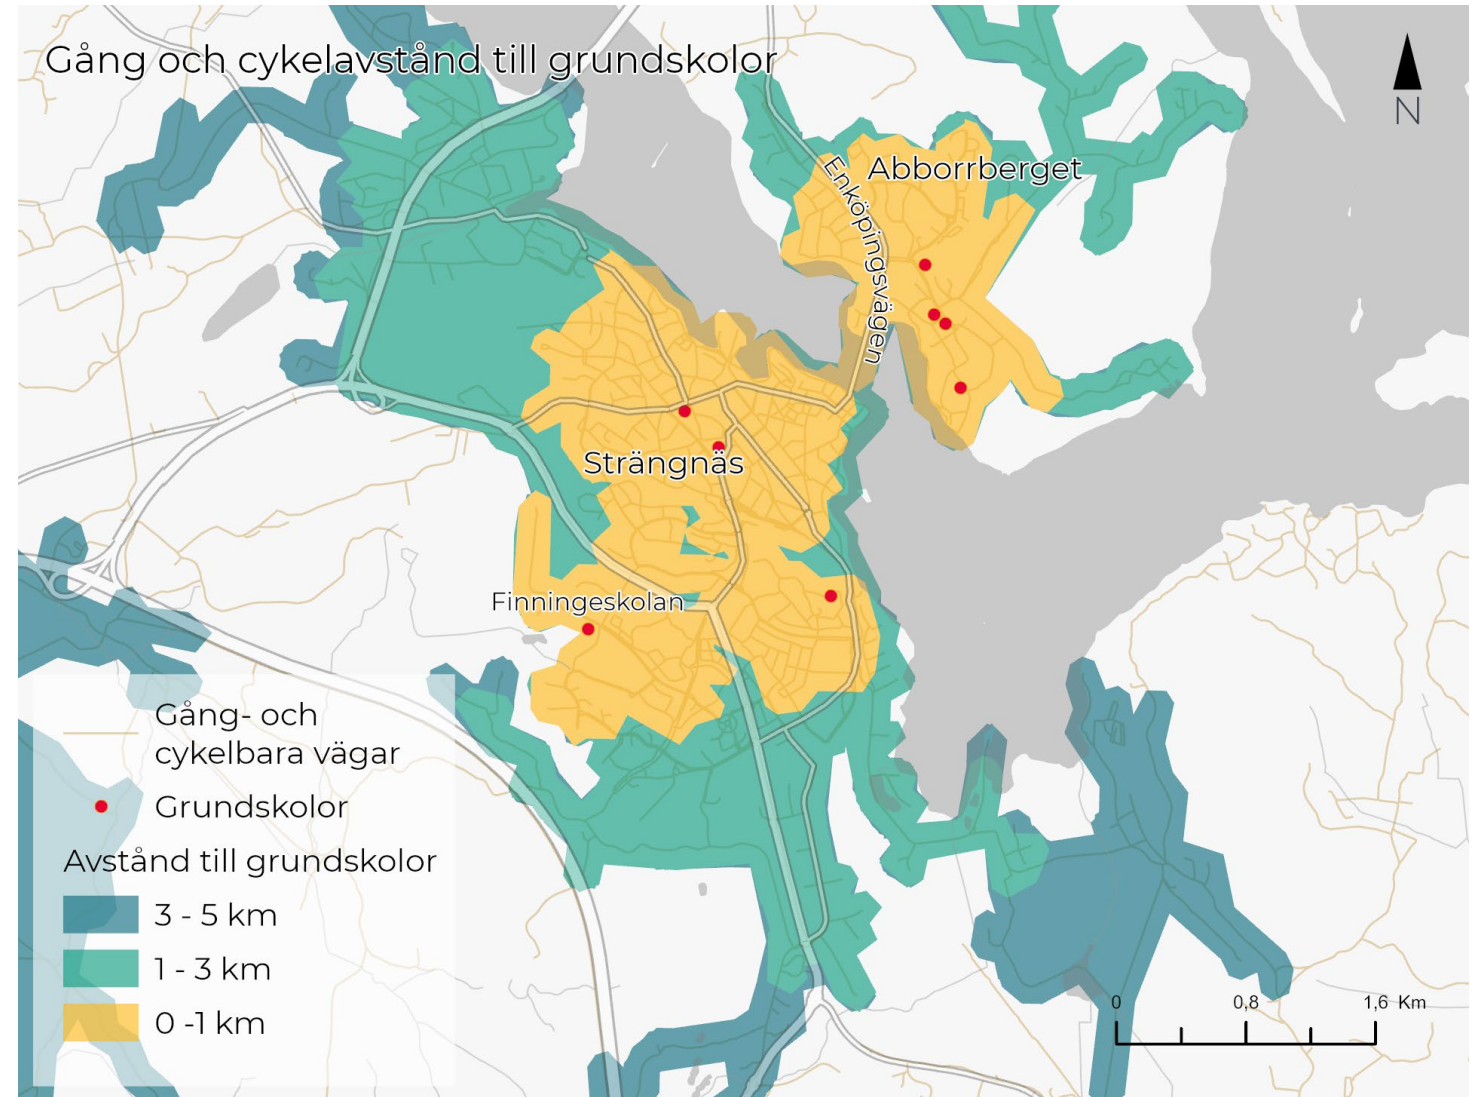 Gång och cykelavstånd till grundskolor
N
Abborrberget
Enköpingsvägen
Strängnäs
Finningeskolan
Gång- och
cykelbara vägar
Grundskolor
Avstånd till grundskolor
3 - 5 km
1 - 3 km
0 -1 km
0 0,8 1,6 Km